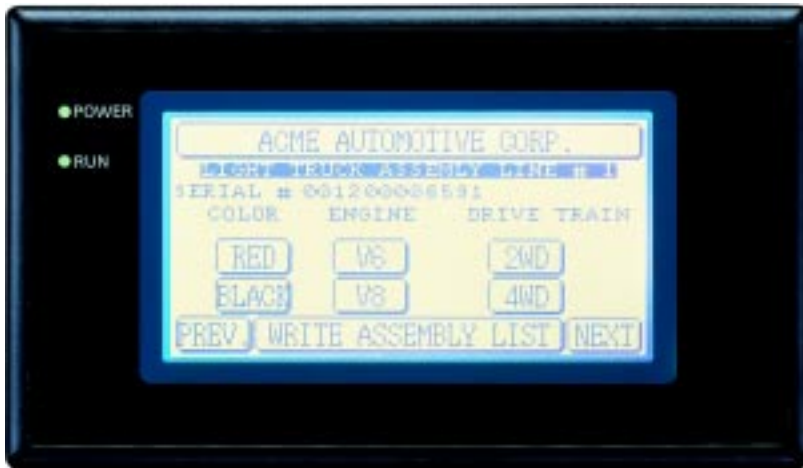 POWER
RUN
ACME AUTOMOTIVE CORP.
LIGHT TRUCK ASSEMBLY LINE # 1
SERIAL # 001200006591
COLOR ENGINE DRIVE TRAIN
RED V6 2WD
BLACK V8 4WD
PREV WRITE ASSEMBLY LIST NEXT